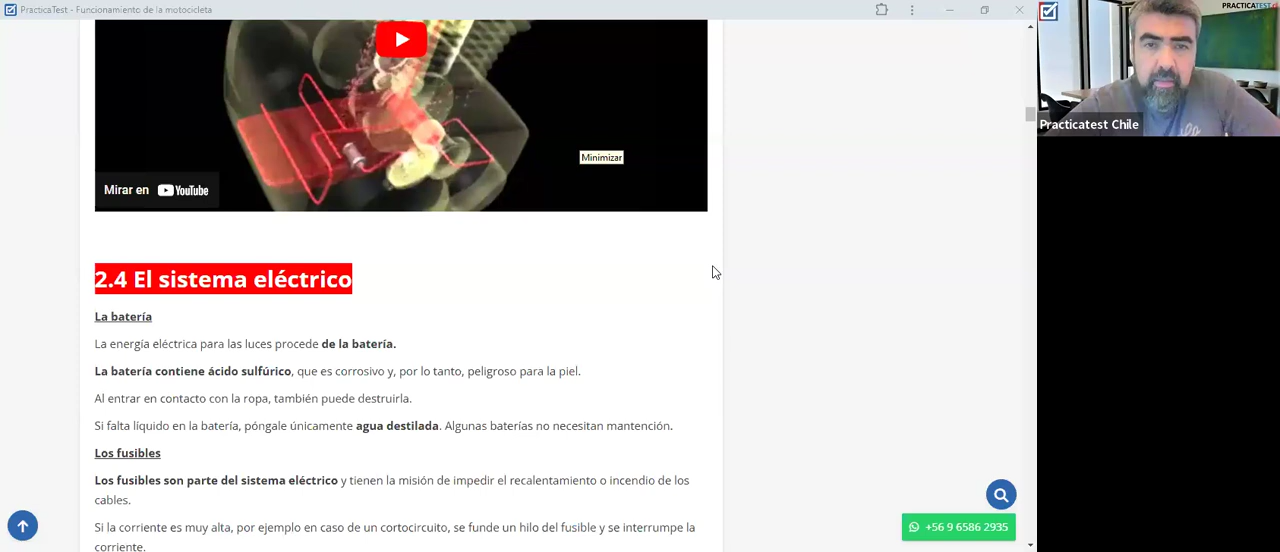 PracticaTest - Funcionamiento de la motocicleta
PRACTICATEST
Practicatest Chile
Minimizar
Mirar en YouTube
2.4 El sistema eléctrico
La batería
La energía eléctrica para las luces procede de la batería.
La batería contiene ácido sulfúrico, que es corrosivo y, por lo tanto, peligroso para la piel.
Al entrar en contacto con la ropa, también puede destruirla.
Si falta líquido en la batería, póngale únicamente agua destilada. Algunas baterías no necesitan mantención.
Los fusibles
Los fusibles son parte del sistema eléctrico y tienen la misión de impedir el recalentamiento o incendio de los
cables.
Si la corriente es muy alta, por ejemplo en caso de un cortocircuito, se funde un hilo del fusible y se interrumpe la
corriente.
+56 9 6586 2935